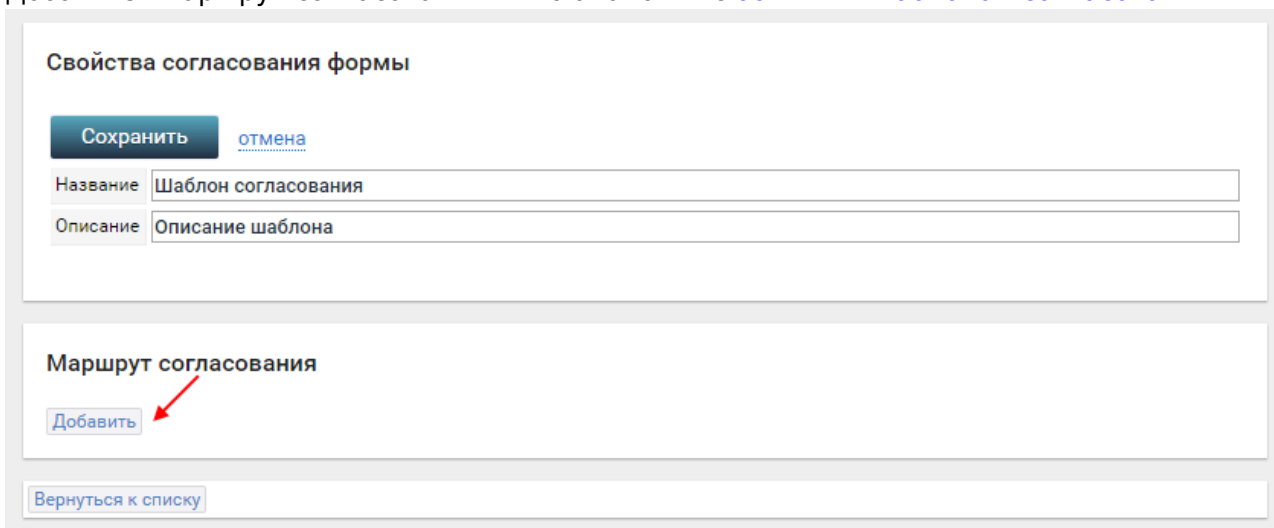 Свойства согласования формы
Сохранить отмена
Название Шаблон согласования
Описание Описание шаблона
Маршрут согласования
Добавить
Вернуться к списку